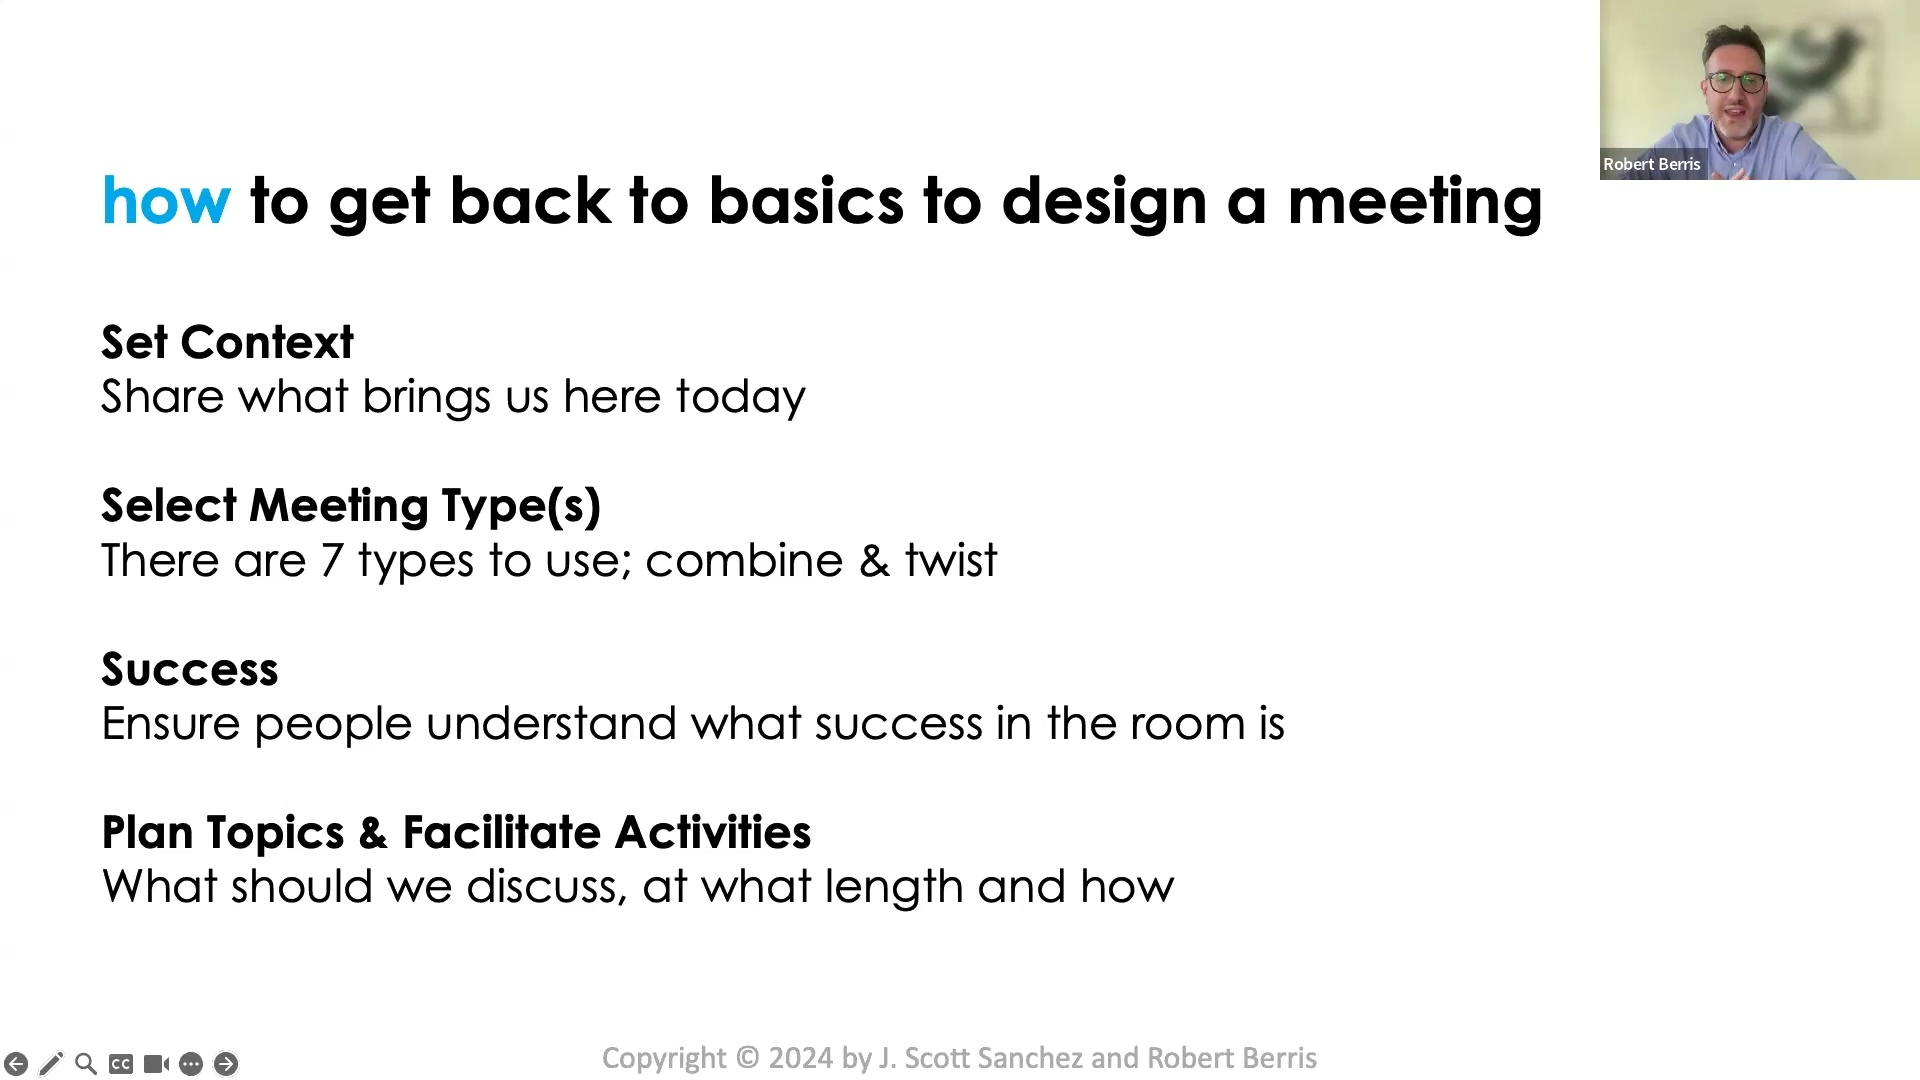 Robert Berris
how to get back to basics to design a meeting
Set Context
Share what brings us here today
Select Meeting Type(s)
There are 7 types to use; combine & twist
Success
Ensure people understand what success in the room is
Plan Topics & Facilitate Activities
What should we discuss, at what length and how
CC
Copyright © 2024 by J. Scott Sanchez and Robert Berris